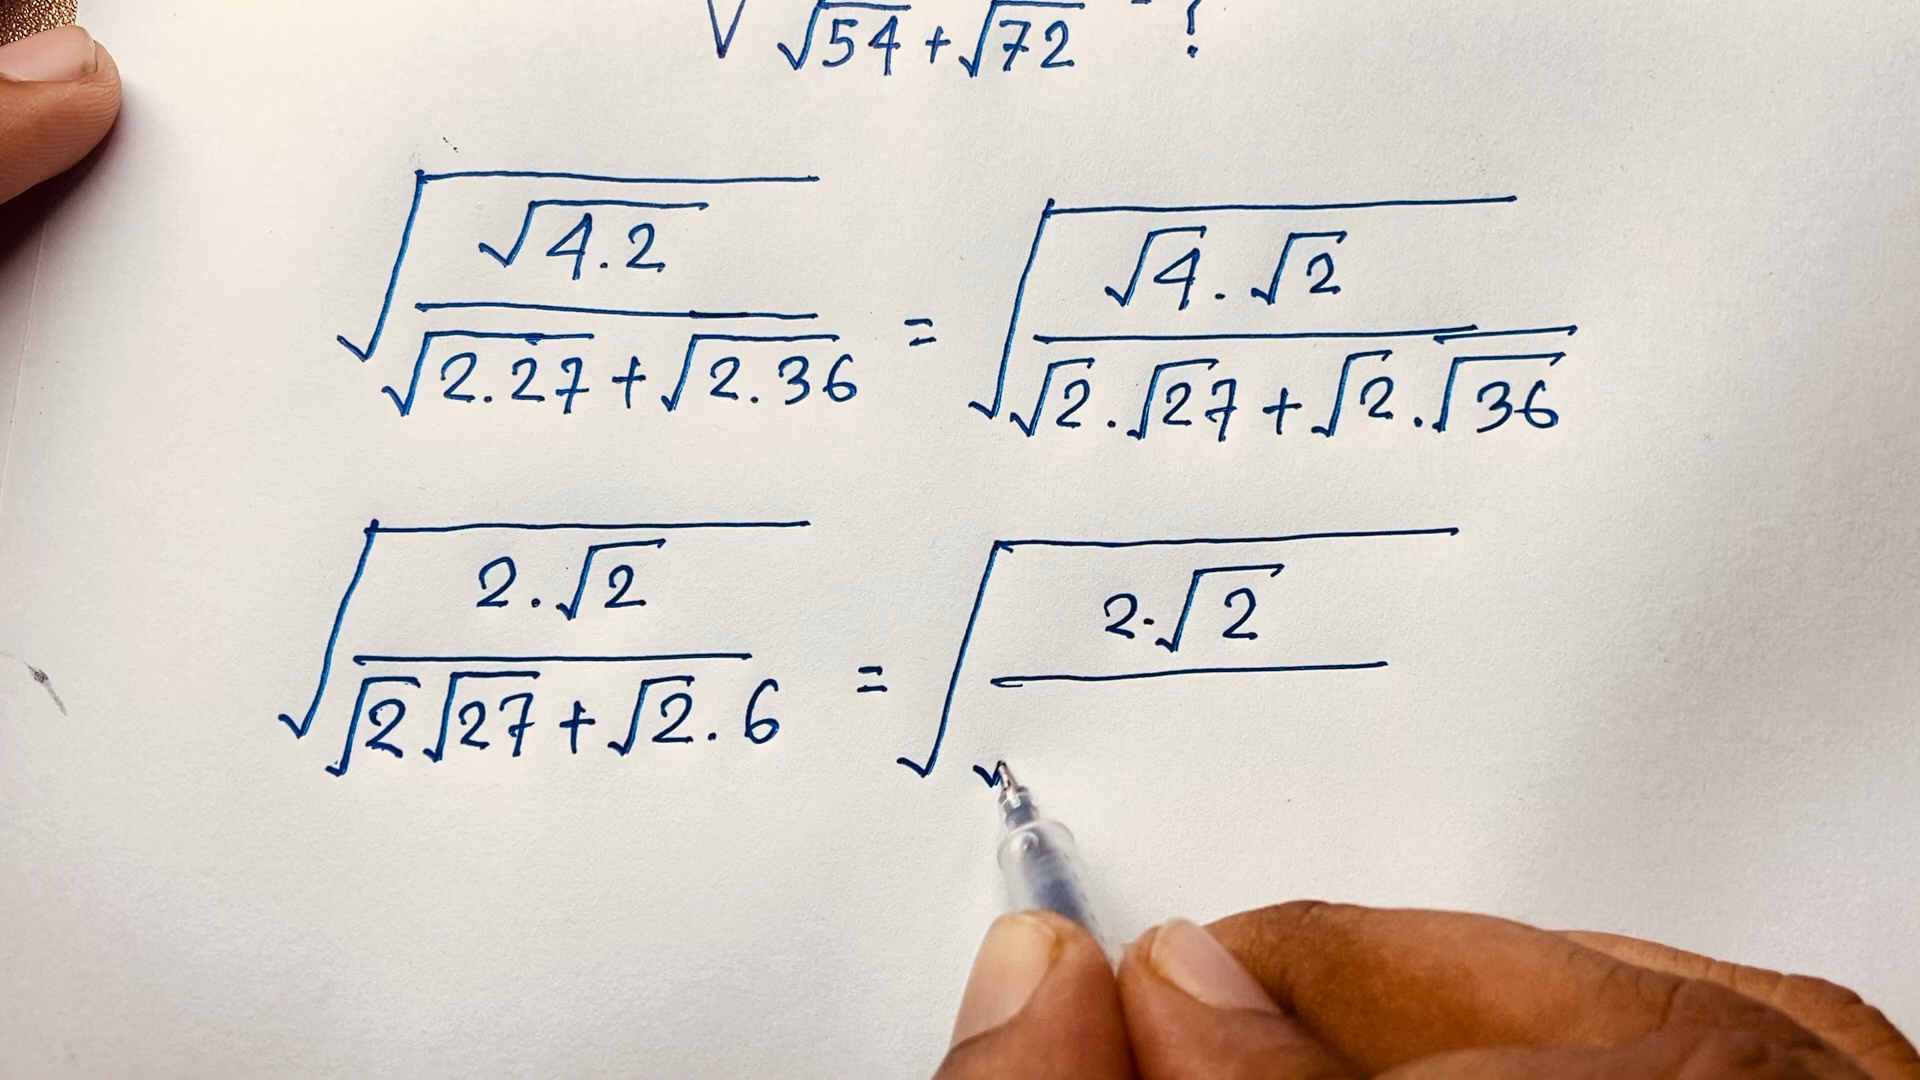 √ √54 + √72 = ?
√(√4.2 / (√2.27 + √2.36)) = √(√4 . √2 / (√2 . √27 + √2 . √36))
√(2.√2 / (√2 √27 + √2 . 6)) = √(2.√2 / √